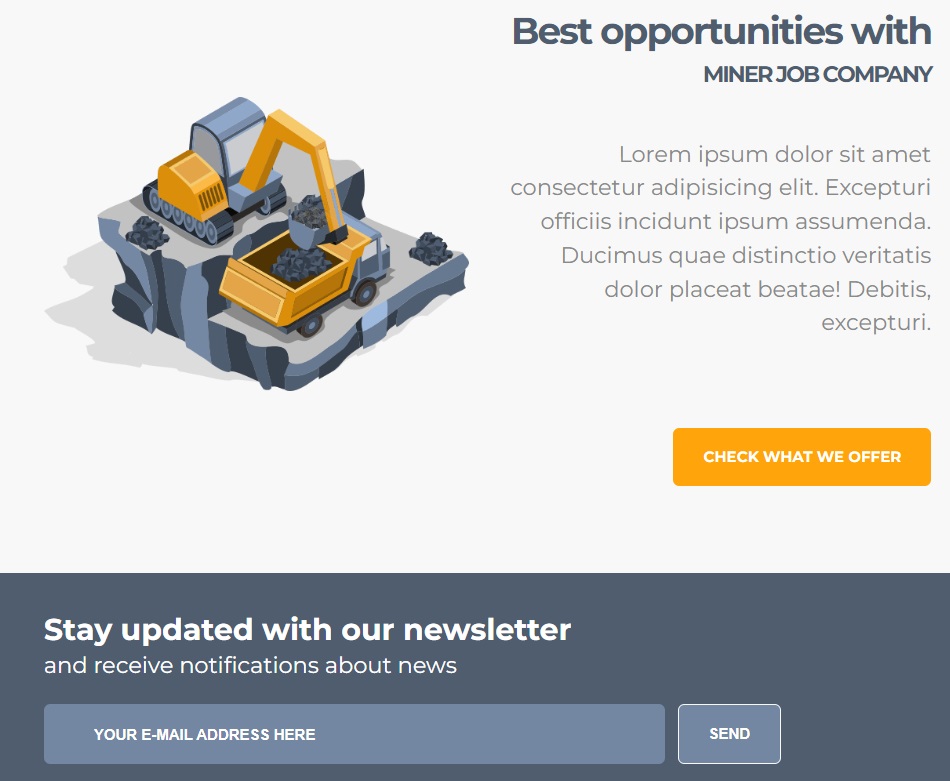 Best opportunities with
MINER JOB COMPANY
Lorem ipsum dolor sit amet
consectetur adipisicing elit. Excepturi
officiis incidunt ipsum assumenda.
Ducimus quae distinctio veritatis
dolor placeat beatae! Debitis,
excepturi.
CHECK WHAT WE OFFER
Stay updated with our newsletter
and receive notifications about news
YOUR E-MAIL ADDRESS HERE
SEND